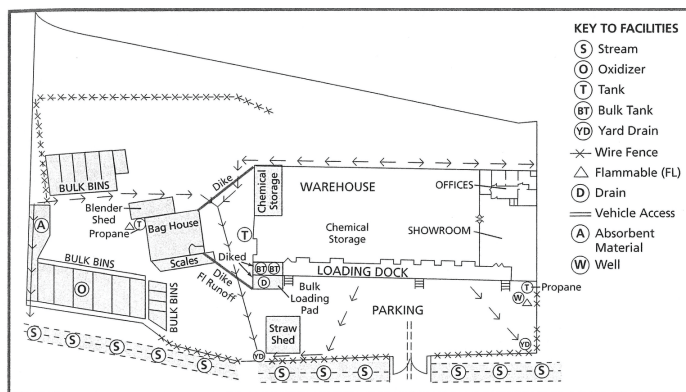 KEY TO FACILITIES
S Stream
O Oxidizer
T Tank
BT Bulk Tank
YD Yard Drain
Wire Fence
Flammable (FL)
D Drain
Vehicle Access
A Absorbent
Material
W Well
BULK BINS
Blender
Shed
Propane
T
Bag House
Scales
A
BULK BINS
O
BULK BINS
Dike
Chemical
Storage
WAREHOUSE
Chemical
Storage
OFFICES
SHOWROOM
T
Diked
BT BT
D
LOADING DOCK
Dike
Fl Runoff
Bulk
Loading
Pad
T Propane
W
PARKING
Straw
Shed
YD
YD
S
S
S
S
S
S
S
S
S
S
S
S